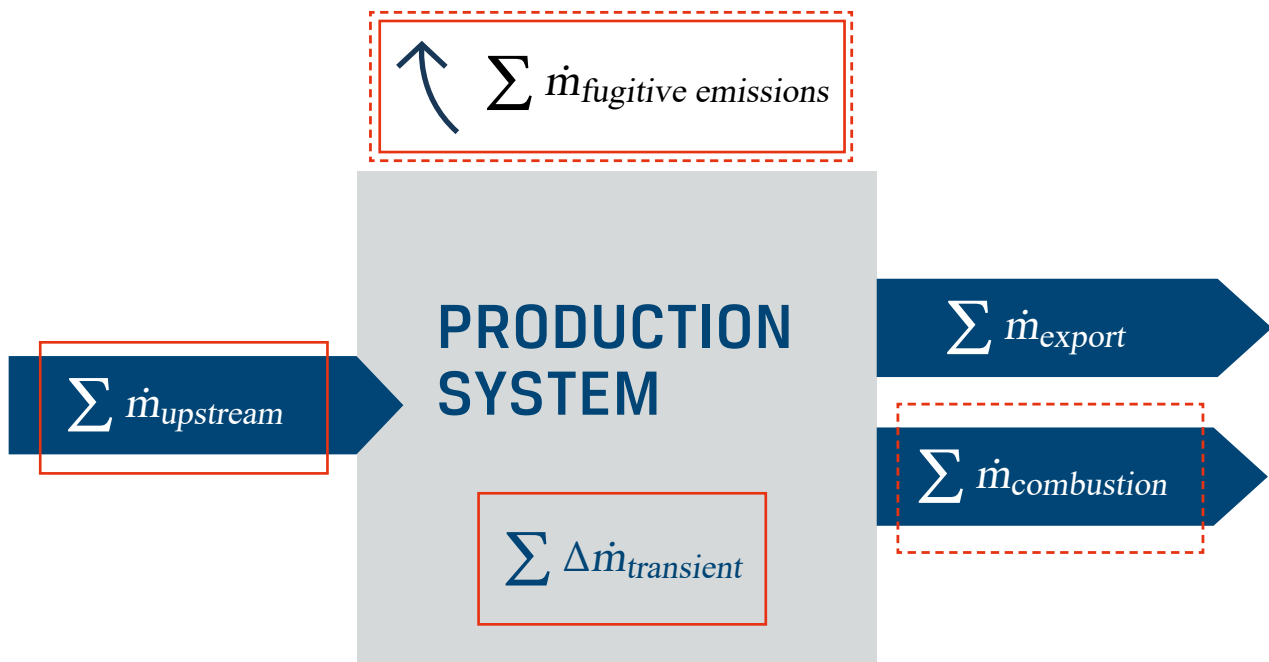 ∑ ṁfugitive emissions
PRODUCTION
SYSTEM
∑ ṁupstream
∑ ṁexport
∑ ṁcombustion
∑ Δṁtransient